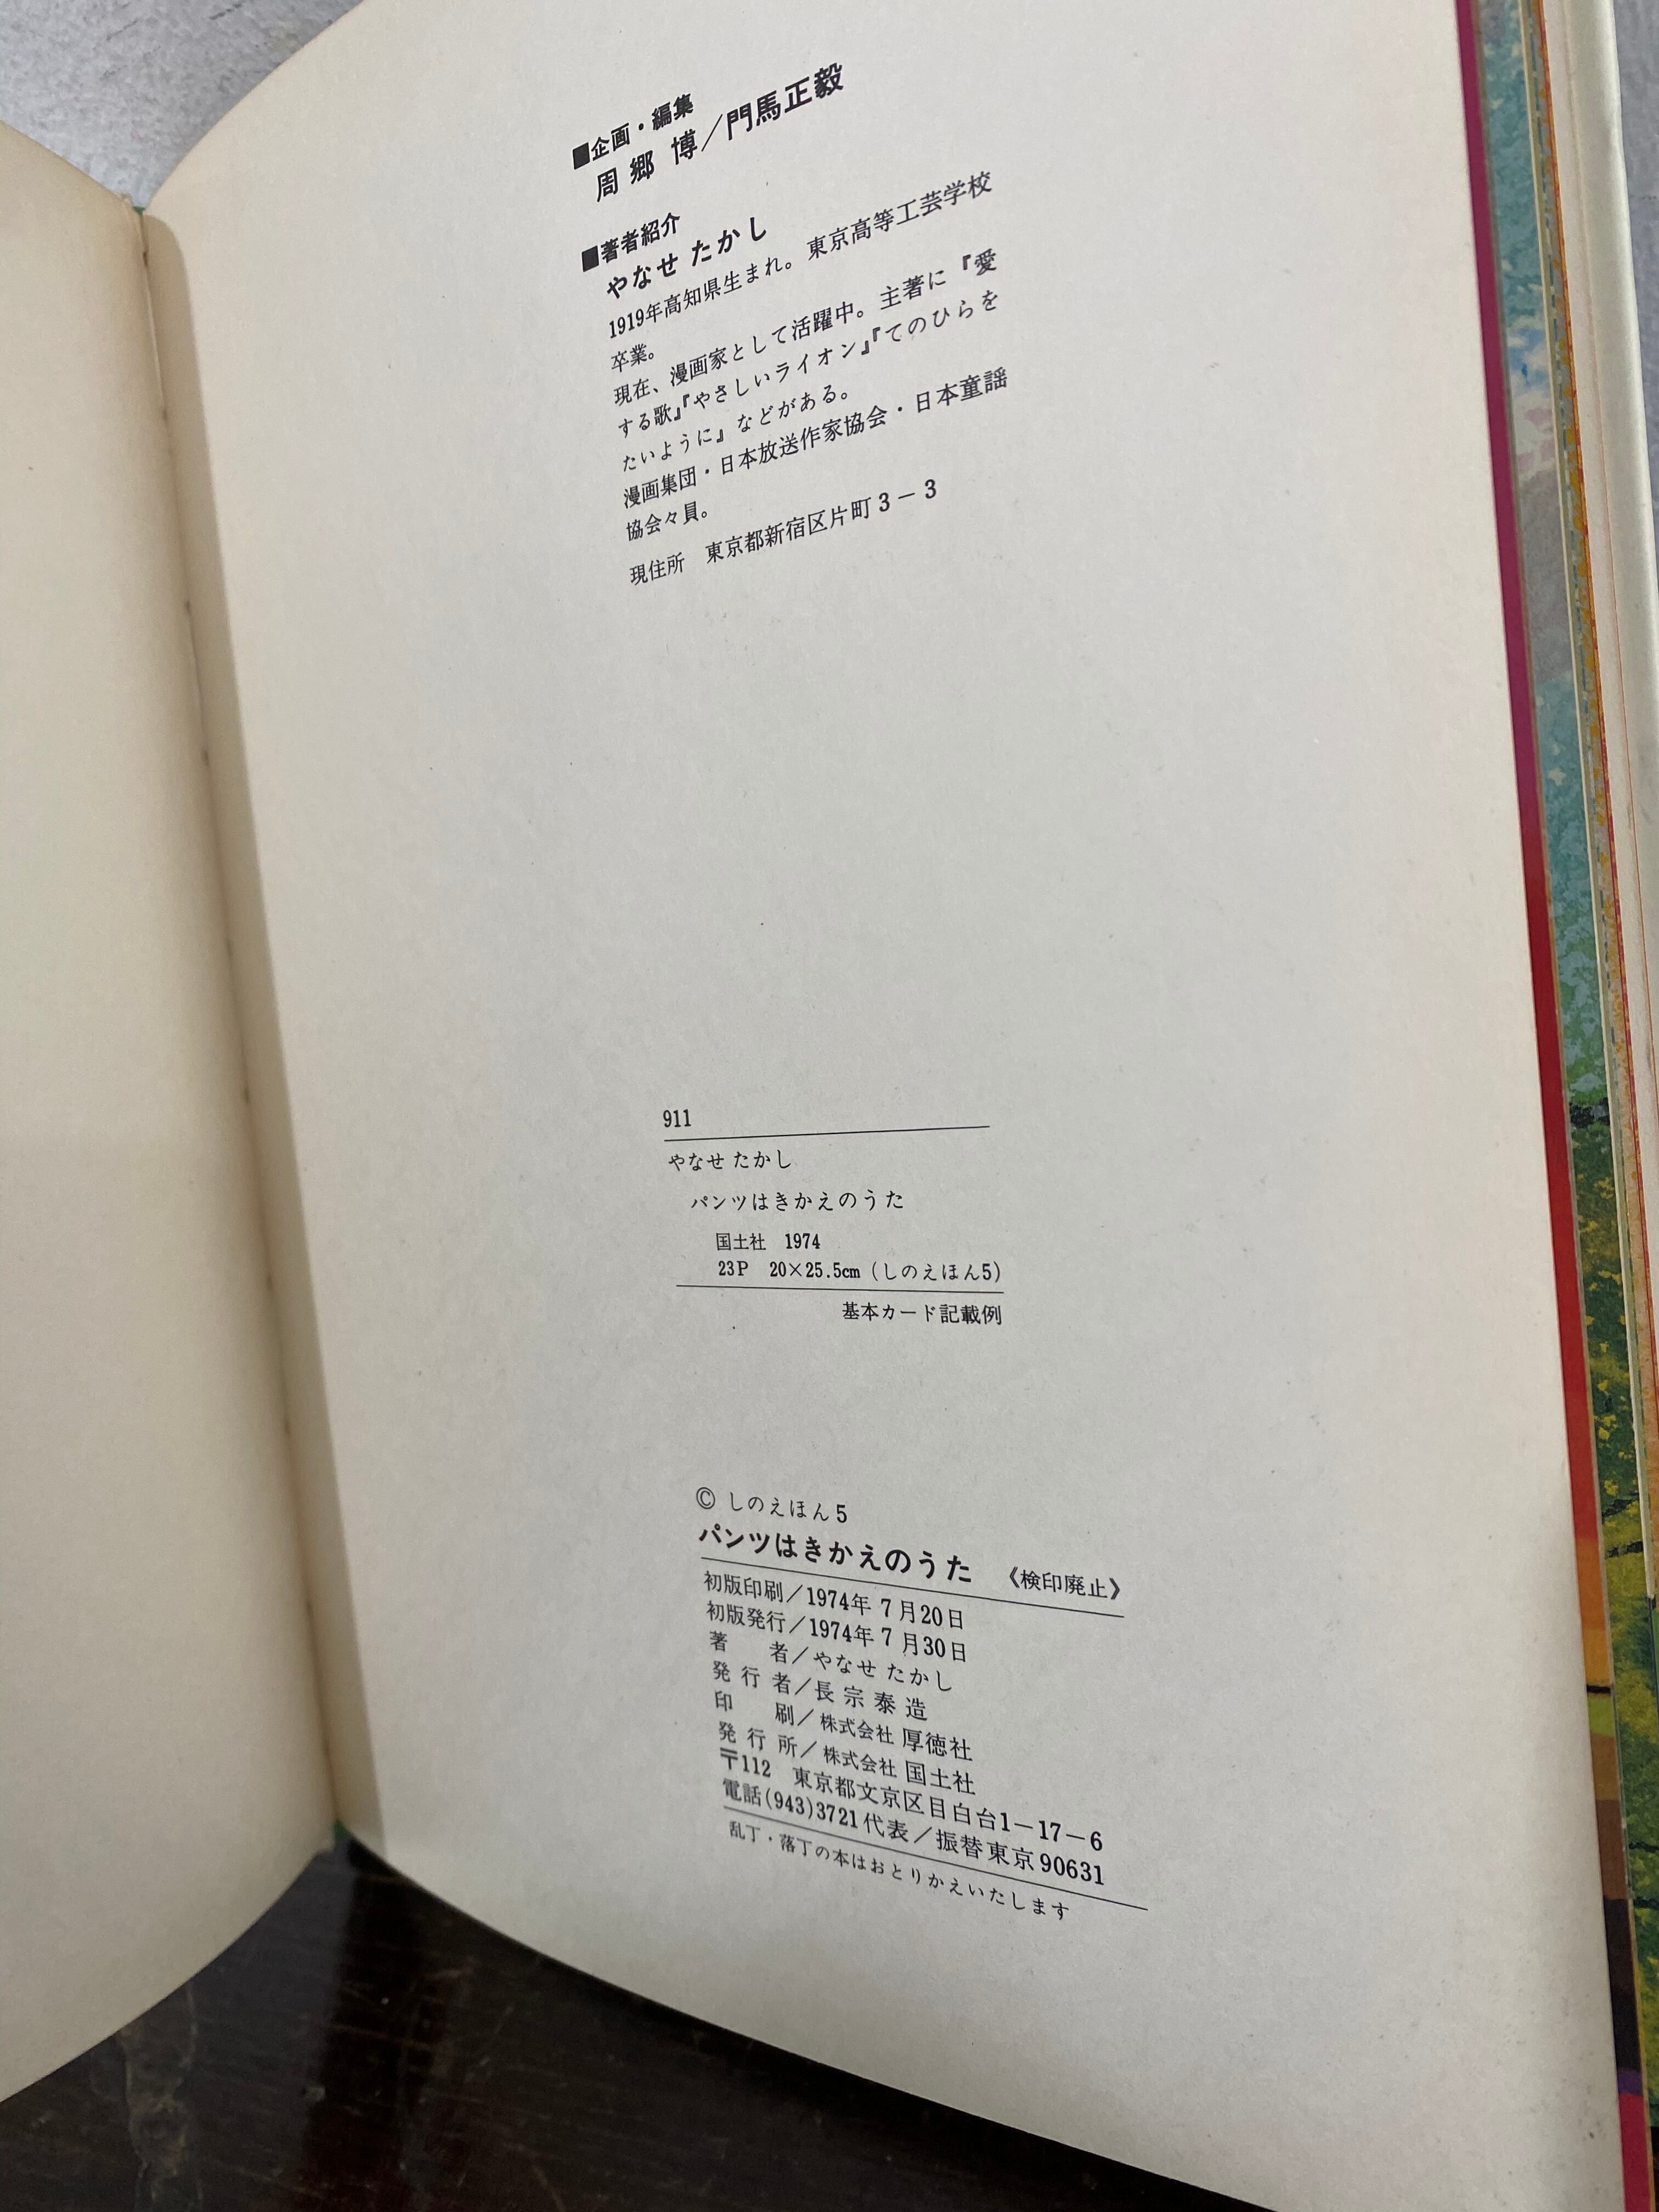 ■企画・編集
周郷 博／門馬正毅
■著者紹介
やなせ たかし
1919年高知県生まれ。東京高等工芸学校
卒業。
現在、漫画家として活躍中。主著に『愛
する歌』『やさしいライオン』『てのひらを
たいように』などがある。
漫画集団・日本放送作家協会・日本童謡
協会々員。
現住所　東京都新宿区片町3－3
911
やなせ たかし
パンツはきかえのうた
国土社　1974
23P　20×25.5cm（しのえほん5）
基本カード記載例
© しのえほん5
パンツはきかえのうた　《検印廃止》
初版印刷／1974年7月20日
初版発行／1974年7月30日
著　者／やなせ たかし
発行者／長宗泰造
印　刷／株式会社 厚徳社
発行所／株式会社 国土社
〒112　東京都文京区目白台1－17－6
電話(943)3721代表／振替東京90631
乱丁・落丁の本はおとりかえいたします